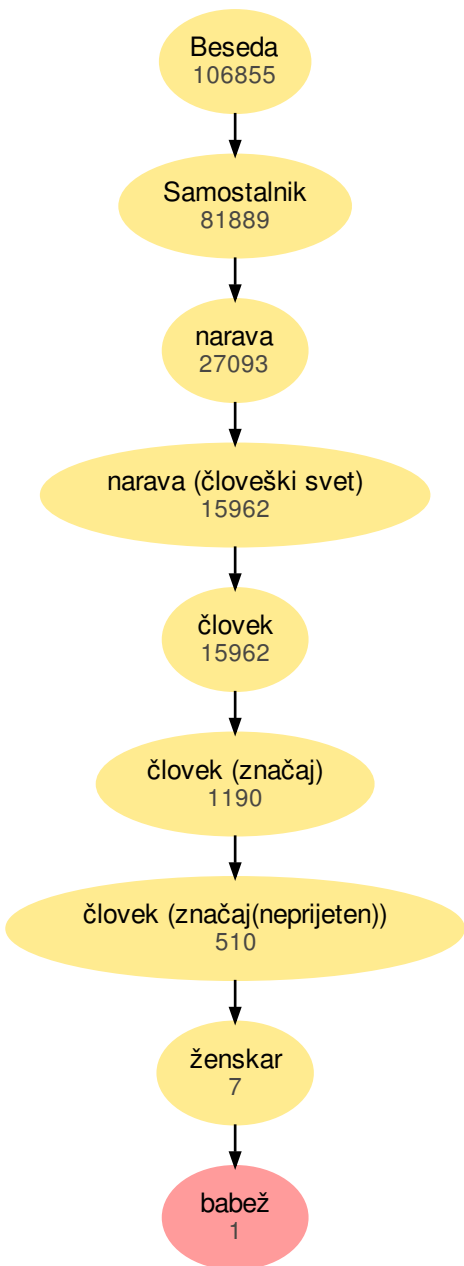 Beseda
106855
Samostalnik
81889
narava
27093
narava (človeški svet)
15962
človek
15962
človek (značaj)
1190
človek (značaj(neprijeten))
510
ženskar
7
babež
1